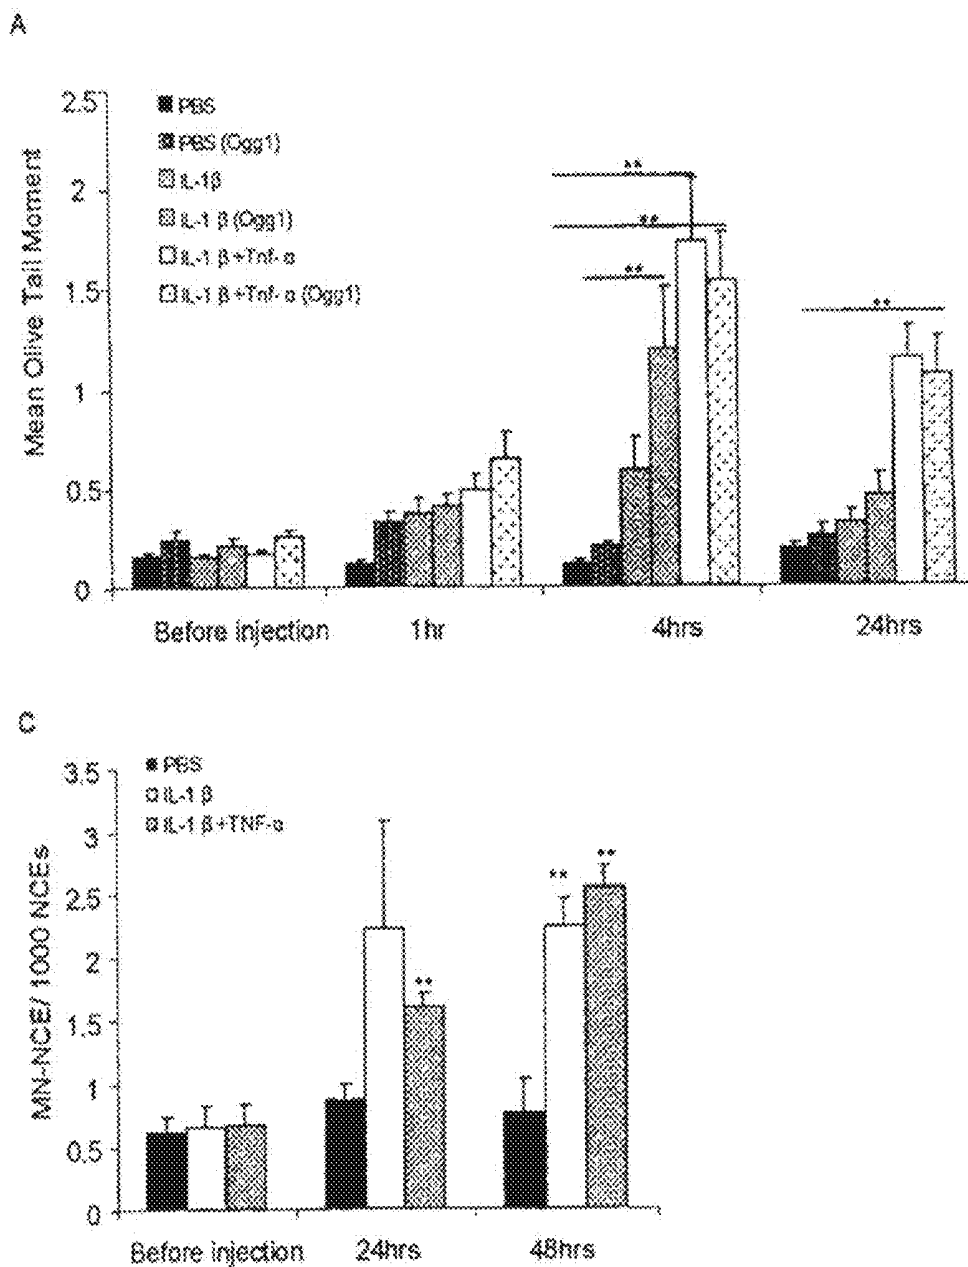 A
Mean Olive Tail Moment
2.5
2
1.5
1
0.5
0
PBS
PBS (Ogg1)
IL-1β
IL-1 β (Ogg1)
IL-1 β+Tnf-α
IL-1 β+Tnf-α (Ogg1)
**
**
**
**
Before injection 1hr 4hrs 24hrs
C
MN-NCE/ 1000 NCEs
3.5
3
2.5
2
1.5
1
0.5
0
PBS
IL-1 β
IL-1 β+TNF-α
**
** **
Before injection 24hrs 48hrs